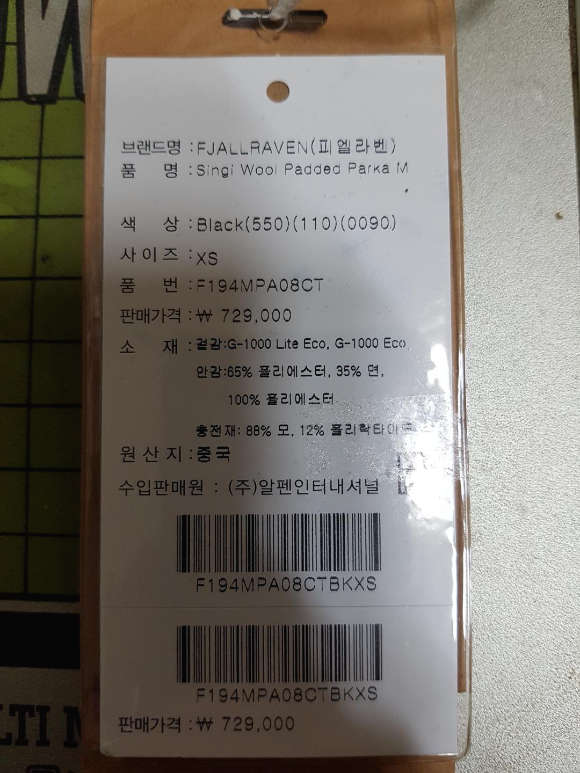 브랜드명 : FJALLRAVEN(피엘라벤)
품 명 : Singi Wool Padded Parka M
색 상 : Black(550)(110)(0090)
사이즈 : XS
품 번 : F194MPA08CT
판매가격 : ₩ 729,000
소 재 : 겉감:G-1000 Lite Eco, G-1000 Eco
안감:65% 폴리에스터, 35% 면,
100% 폴리에스터
충전재: 88% 모, 12% 폴리락타이드
원 산 지 : 중국
수입판매원 : (주)알펜인터내셔널
F194MPA08CTBKXS
F194MPA08CTBKXS
판매가격 : ₩ 729,000